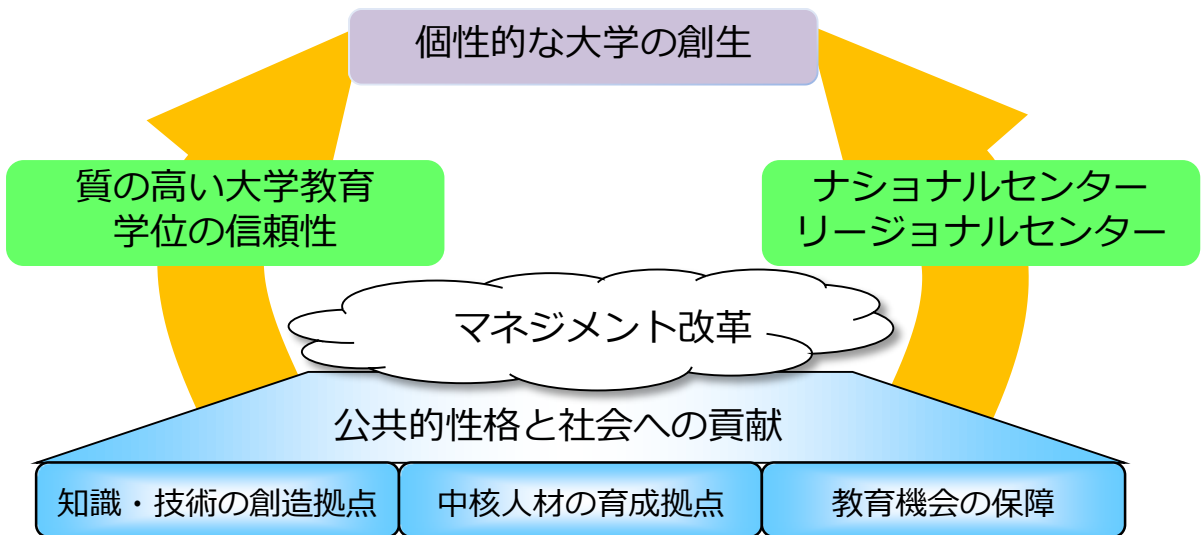 個性的な大学の創生
質の高い大学教育
学位の信頼性
ナショナルセンター
リージョナルセンター
マネジメント改革
公共的性格と社会への貢献
知識・技術の創造拠点
中核人材の育成拠点
教育機会の保障